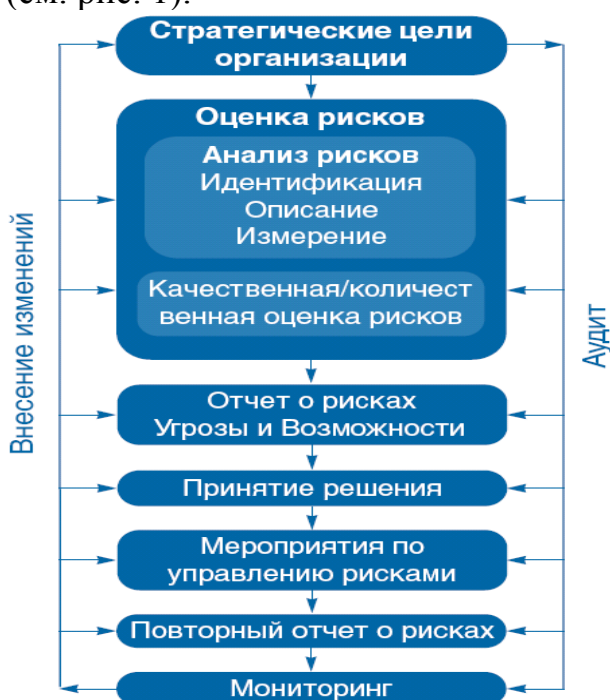 (см. рис. 1).
Стратегические цели
организации
Оценка рисков
Анализ рисков
Идентификация
Описание
Измерение
Качественная/количест
венная оценка рисков
Отчет о рисках
Угрозы и Возможности
Принятие решения
Мероприятия по
управлению рисками
Повторный отчет о рисках
Мониторинг
Внесение изменений
Аудит